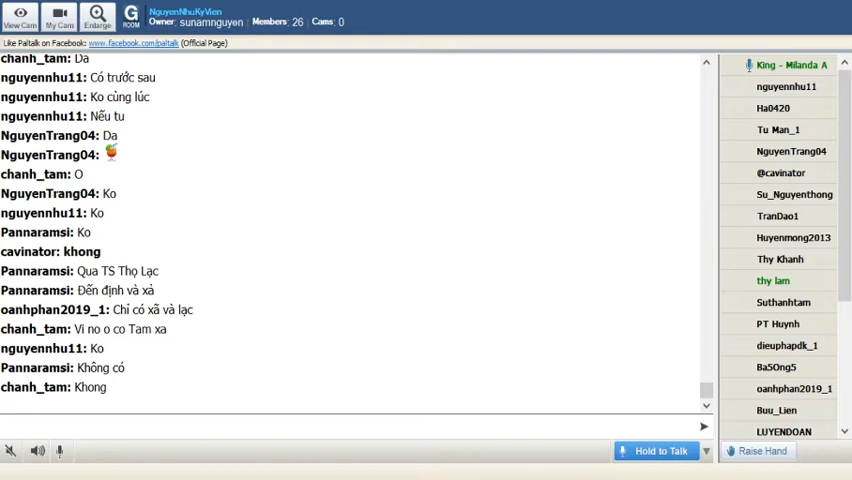 View Cam
My Cam
Enlarge
G
ROOM
NguyenNhuKyVien
Owner: sunamnguyen Members: 26 Cams: 0
Like Paltalk on Facebook: www.facebook.com/paltalk (Official Page)
chanh_tam: Da
nguyennhu11: Có trước sau
nguyennhu11: Ko cùng lúc
nguyennhu11: Nếu tu
NguyenTrang04: Da
NguyenTrang04:
chanh_tam: O
NguyenTrang04: Ko
nguyennhu11: Ko
Pannaramsi: Ko
cavinator: khong
Pannaramsi: Qua TS Thọ Lạc
Pannaramsi: Đến định và xả
oanhphan2019_1: Chỉ có xã và lạc
chanh_tam: Vi no o co Tam xa
nguyennhu11: Ko
Pannaramsi: Không có
chanh_tam: Khong
Hold to Talk
King - Milanda A
nguyennhu11
Ha0420
Tu Man_1
NguyenTrang04
@cavinator
Su_Nguyenthong
TranDao1
Huyenmong2013
Thy Khanh
thy lam
Suthanhtam
PT Huynh
dieuphapdk_1
Ba5Ong5
oanhphan2019_1
Buu_Lien
LUYENDOAN
Raise Hand